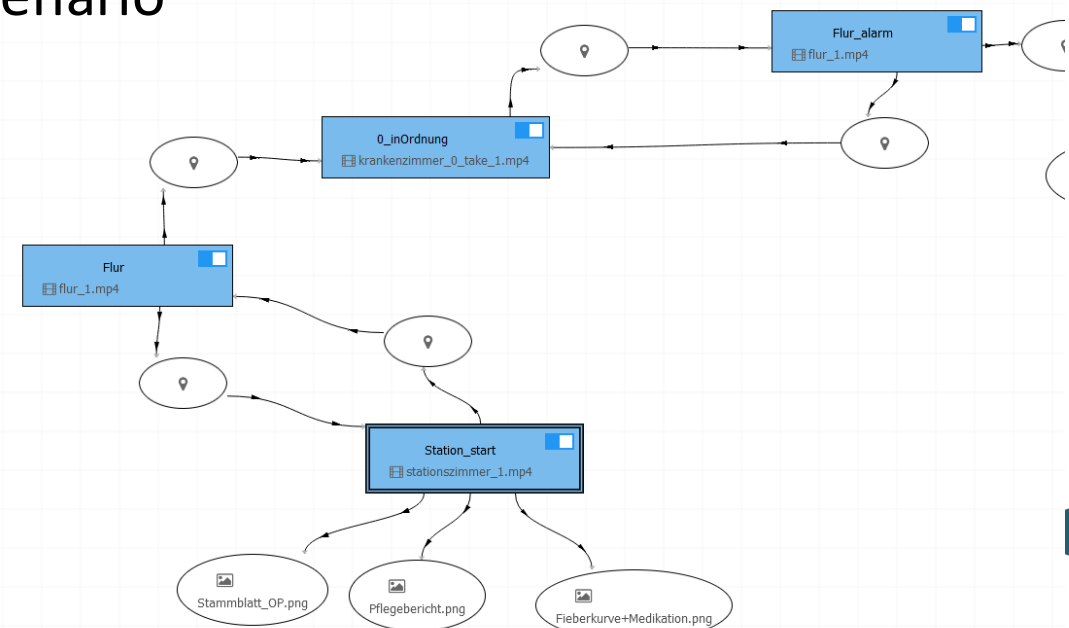 enario
Flur_alarm
flur_1.mp4
0_inOrdnung
krankenzimmer_0_take_1.mp4
Flur
flur_1.mp4
Station_start
stationszimmer_1.mp4
Stammblatt_OP.png
Pflegebericht.png
Fieberkurve+Medikation.png